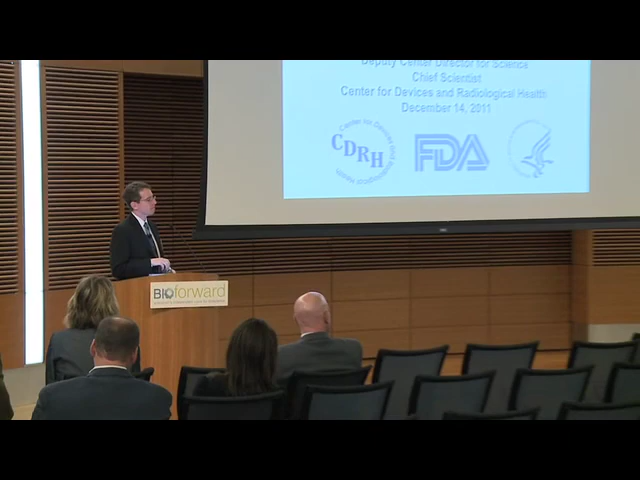 Deputy Center Director for Science
Chief Scientist
Center for Devices and Radiological Health
December 14, 2011
CDRH
FDA
BIOforward